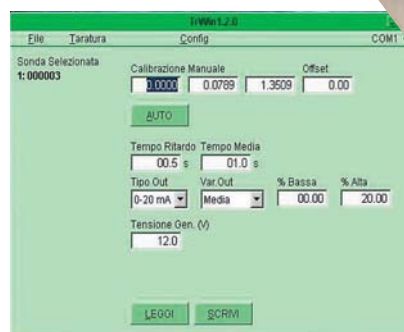 TrWin1.2.0
File Taratura Config COM1
Sonda Selezionata
1: 000003
Calibrazione Manuale Offset
0.0000 0.0789 1.3509 0.00
AUTO
Tempo Ritardo Tempo Media
00.5 s 01.0 s
Tipo Out Var.Out % Bassa % Alta
0-20 mA Media 00.00 20.00
Tensione Gen. (V)
12.0
LEGGI SCRIVI